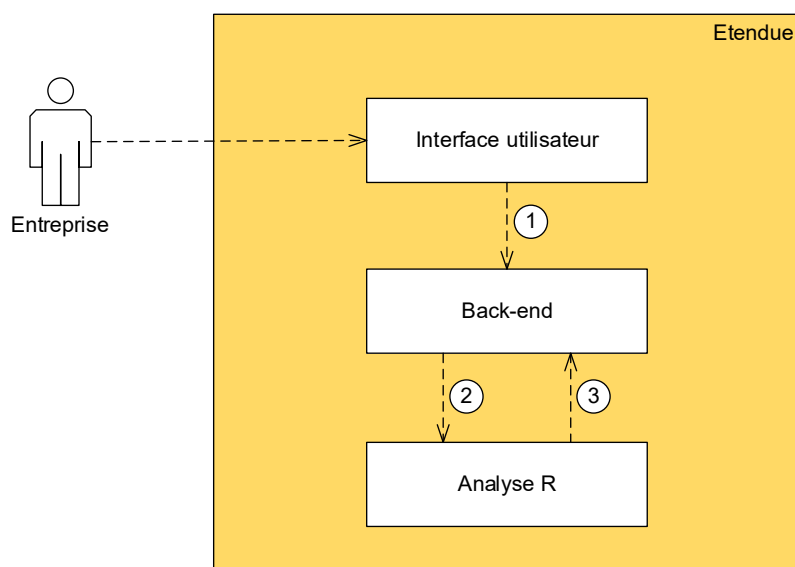 Etendue
Interface utilisateur
Entreprise
1
Back-end
2
3
Analyse R